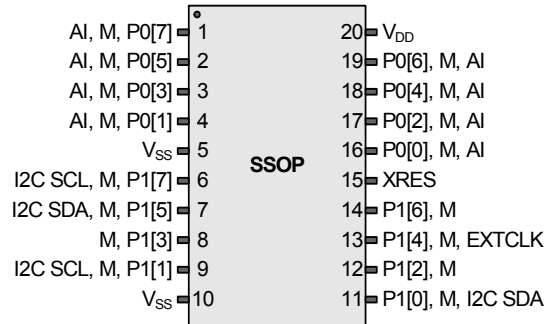 AI, M, P0[7] 1 20 VDD
AI, M, P0[5] 2 19 P0[6], M, AI
AI, M, P0[3] 3 18 P0[4], M, AI
AI, M, P0[1] 4 17 P0[2], M, AI
VSS 5 16 P0[0], M, AI
SSOP
I2C SCL, M, P1[7] 6 15 XRES
I2C SDA, M, P1[5] 7 14 P1[6], M
M, P1[3] 8 13 P1[4], M, EXTCLK
I2C SCL, M, P1[1] 9 12 P1[2], M
VSS 10 11 P1[0], M, I2C SDA